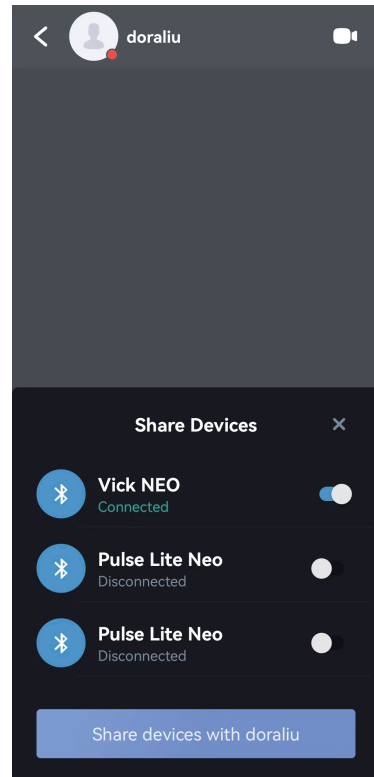 doraliu
Share Devices
Vick NEO
Connected
Pulse Lite Neo
Disconnected
Pulse Lite Neo
Disconnected
Share devices with doraliu